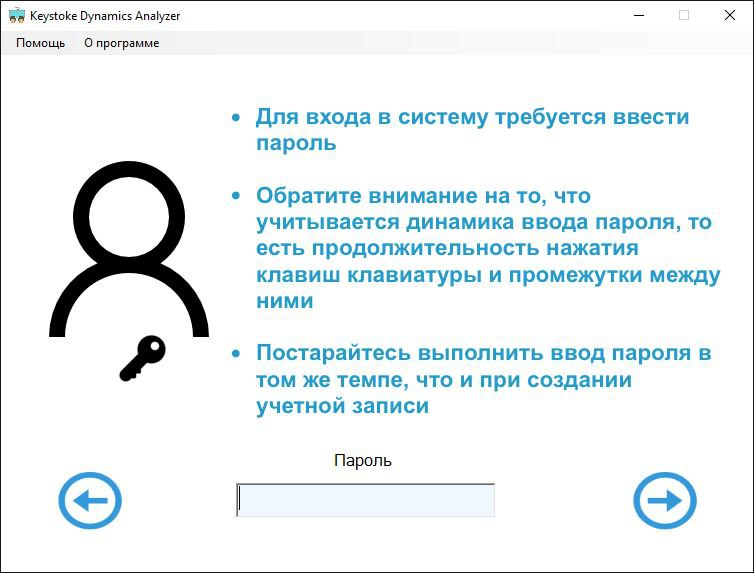 Keystoke Dynamics Analyzer
Помощь О программе
Для входа в систему требуется ввести
пароль
Обратите внимание на то, что
учитывается динамика ввода пароля, то
есть продолжительность нажатия
клавиш клавиатуры и промежутки между
ними
Постарайтесь выполнить ввод пароля в
том же темпе, что и при создании
учетной записи
Пароль